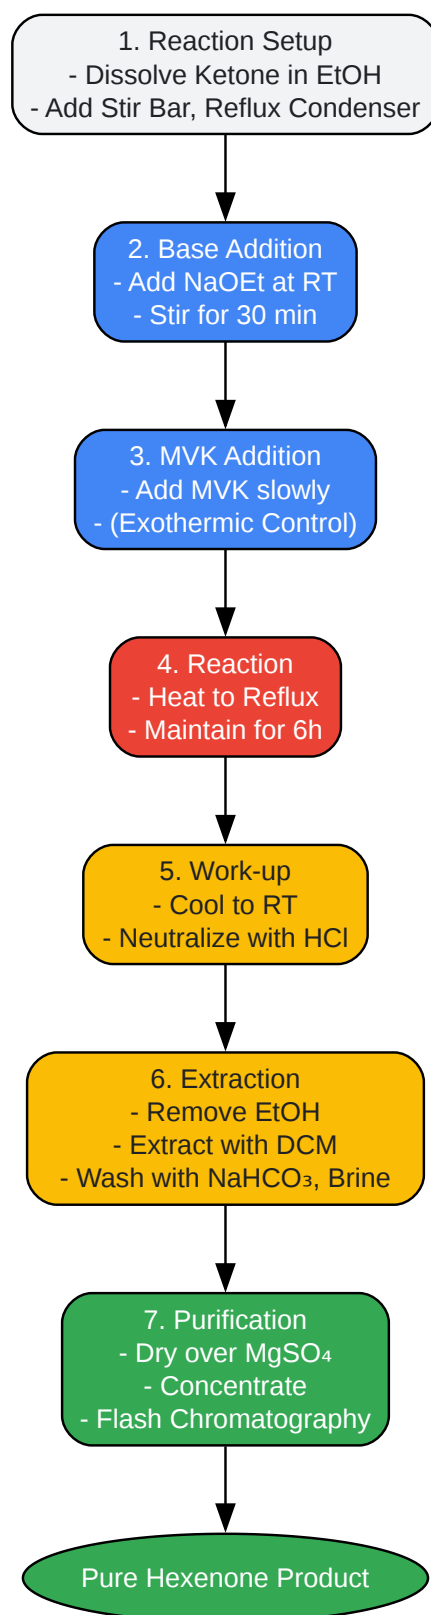 1. Reaction Setup
- Dissolve Ketone in EtOH
- Add Stir Bar, Reflux Condenser
2. Base Addition
- Add NaOEt at RT
- Stir for 30 min
3. MVK Addition
- Add MVK slowly
- (Exothermic Control)
4. Reaction
- Heat to Reflux
- Maintain for 6h
5. Work-up
- Cool to RT
- Neutralize with HCl
6. Extraction
- Remove EtOH
- Extract with DCM
- Wash with NaHCO₃, Brine
7. Purification
- Dry over MgSO₄
- Concentrate
- Flash Chromatography
Pure Hexenone Product